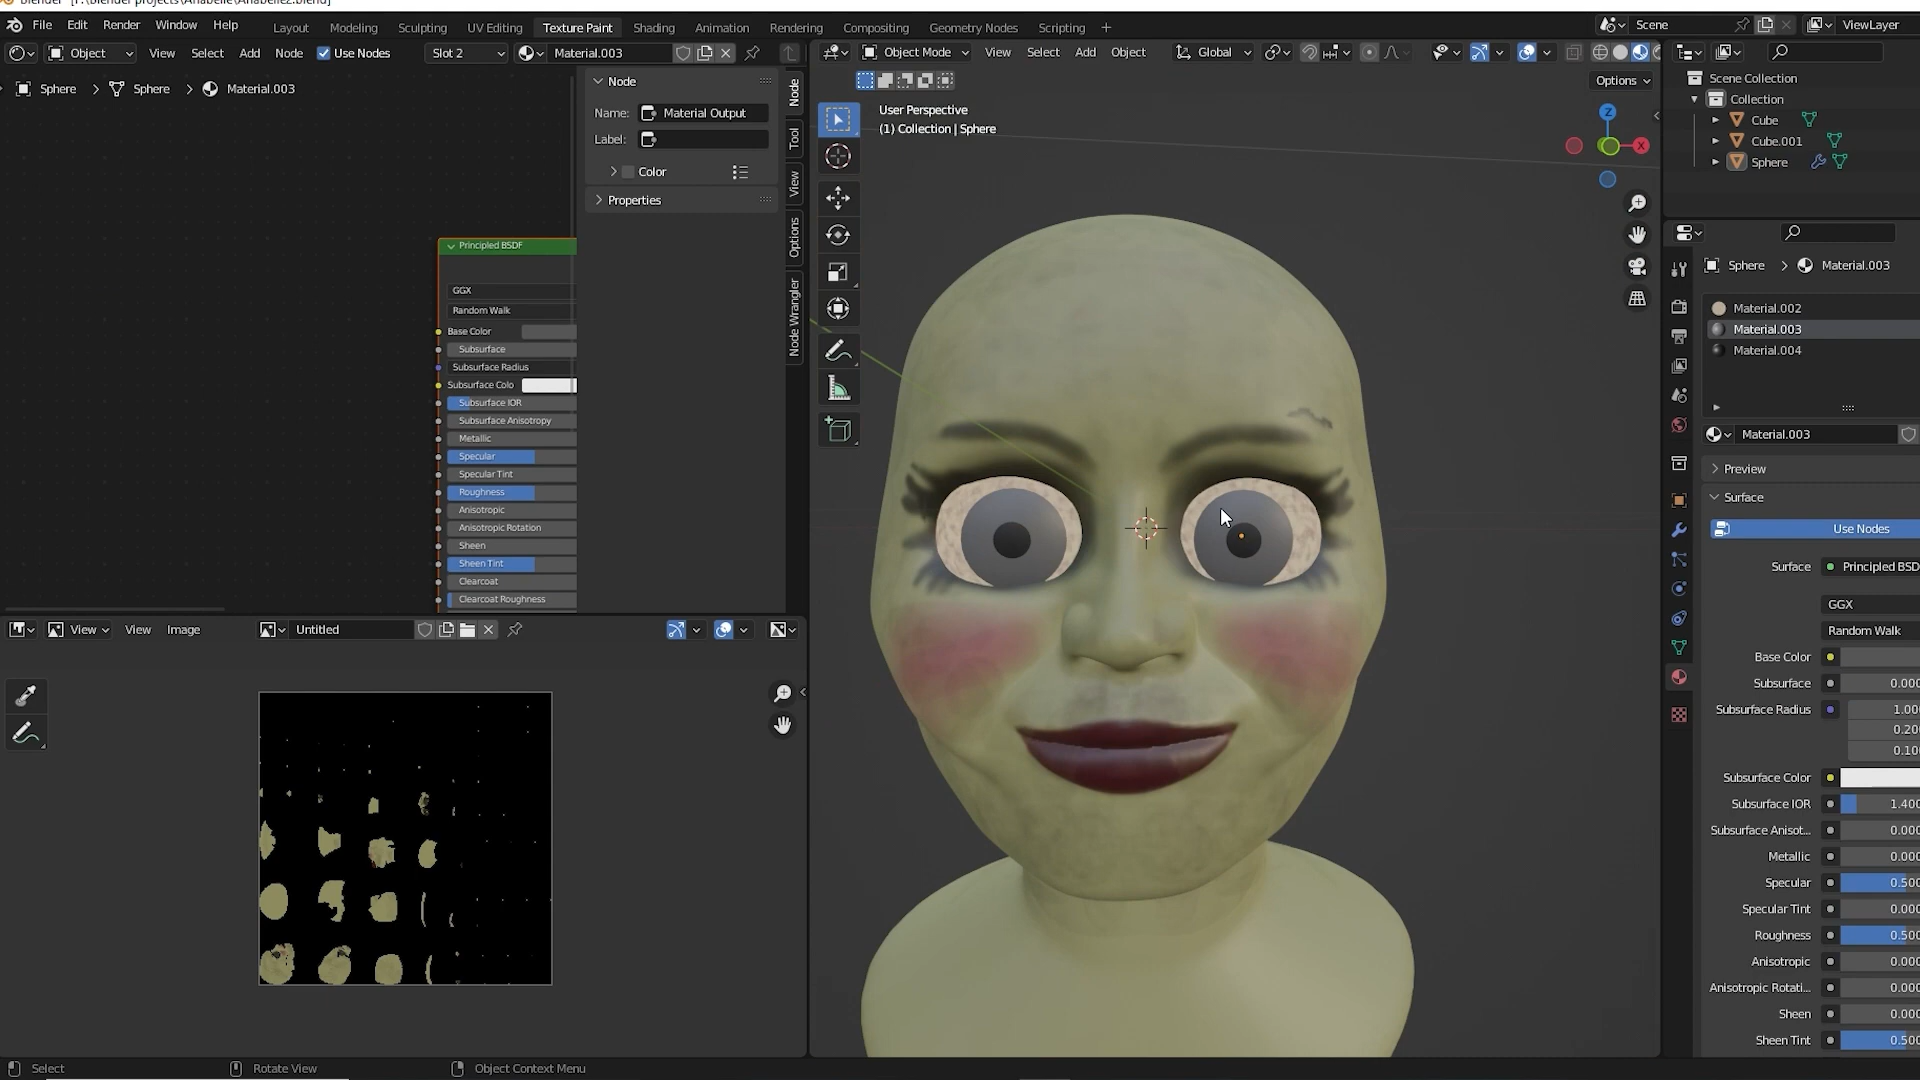 Blender [F:\Blender projects\Anabelle\Anabelle2.blend]
File Edit Render Window Help Layout Modeling Sculpting UV Editing Texture Paint Shading Animation Rendering Compositing Geometry Nodes Scripting + Scene ViewLayer
Object View Select Add Node Use Nodes Slot 2 Material.003
Object Mode View Select Add Object Global
Options
Sphere > Sphere > Material.003
Node
Name: Material Output
Label:
Color
Properties
Node
Tool
View
Options
Node Wrangler
Principled BSDF
GGX
Random Walk
Base Color
Subsurface
Subsurface Radius
Subsurface Colo
Subsurface IOR
Subsurface Anisotropy
Metallic
Specular
Specular Tint
Roughness
Anisotropic
Anisotropic Rotation
Sheen
Sheen Tint
Clearcoat
Clearcoat Roughness
View View Image Untitled
User Perspective
(1) Collection | Sphere
Z
X
Scene Collection
Collection
Cube
Cube.001
Sphere
Sphere > Material.003
Material.002
Material.003
Material.004
Material.003
Preview
Surface
Use Nodes
Surface Principled BSD
GGX
Random Walk
Base Color
Subsurface 0.000
Subsurface Radius 1.00
0.20
0.10
Subsurface Color
Subsurface IOR 1.400
Subsurface Anisot... 0.000
Metallic 0.000
Specular 0.500
Specular Tint 0.000
Roughness 0.500
Anisotropic 0.000
Anisotropic Rotati... 0.000
Sheen 0.000
Sheen Tint 0.500
Select Rotate View Object Context Menu